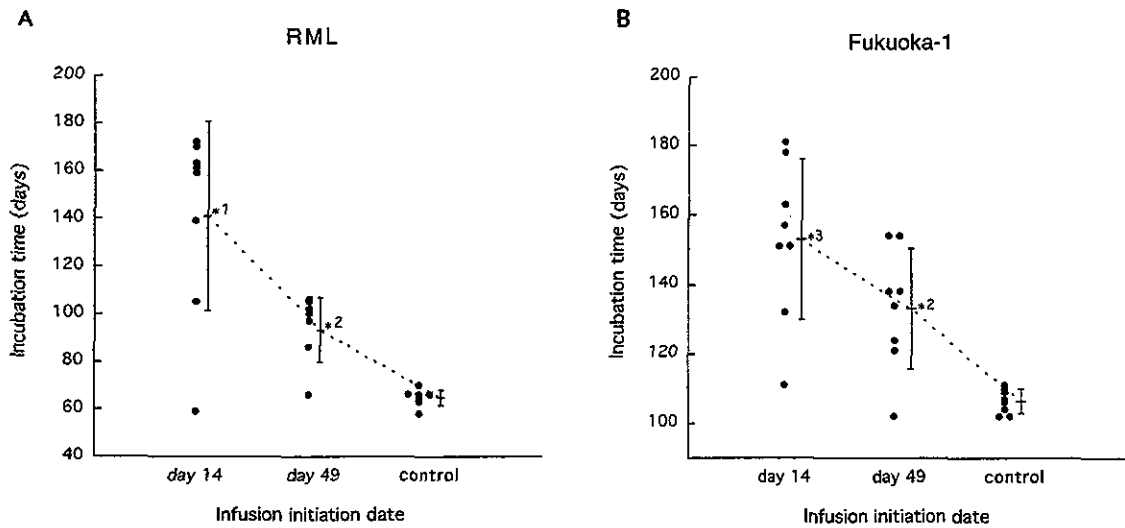 A
RML
Incubation time (days)
200
180
160
140
120
100
80
60
40
*1
*2
day 14 day 49 control
Infusion initiation date
B
Fukuoka-1
Incubation time (days)
200
180
160
140
120
100
*3
*2
day 14 day 49 control
Infusion initiation date